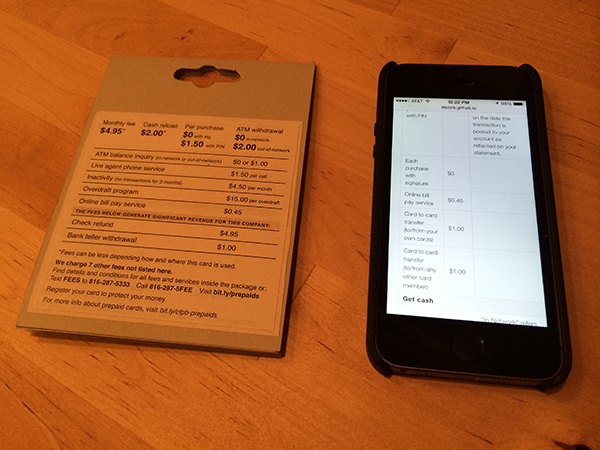 Monthly fee Cash reload Per purchase ATM withdrawal
$4.95* $2.00* $0 with sig $0 in-network
$1.50 with PIN $2.00 out-of-network
ATM balance inquiry (in-network or out-of-network) $0 or $1.00
Live agent phone service $1.50 per call
Inactivity (no transactions for 3 months) $4.50 per month
Overdraft program $15.00 per overdraft
Online bill pay service $0.45
THE FEES BELOW GENERATE SIGNIFICANT REVENUE FOR THIS COMPANY:
Check refund $4.95
Bank teller withdrawal $1.00
*Fees can be less depending how and where this card is used.
We charge 7 other fees not listed here.
Find details and conditions for all fees and services inside the package or:
Text FEES to 816-287-5333 Call 816-287-5FEE Visit bit.ly/prepaids
Register your card to protect your money.
For more info about prepaid cards, visit bit.ly/cfpb-prepaids.
AT&T 10:22 PM 93%
dezzie.github.io
with PIN
on the date the
transaction is
posted to your
account as
reflected on your
statement.
Each
purchase
with
signature
$0
Online bill
pay service
$0.45
Card to card
transfer
(to/from your
own cards)
$1.00
Card to card
transfer
(to/from any
other card
member)
$1.00
Get cash
"in Network" refers